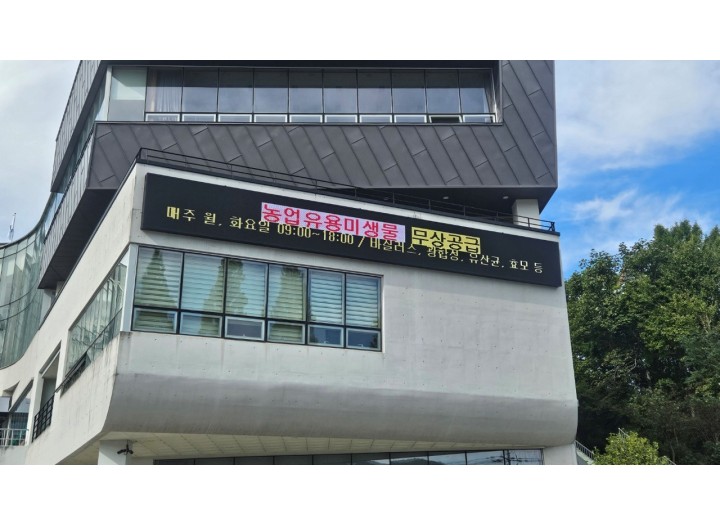 농업유용미생물 무상공급
매주 월, 화요일 09:00~18:00 / 바실러스, 광합성, 유산균, 효모 등